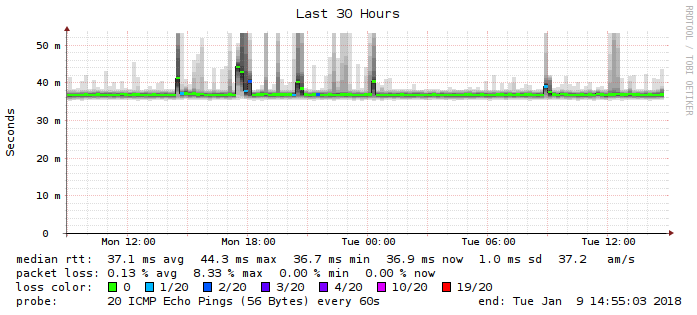 Last 30 Hours
RRDTOOL / TOBI OETIKER
Seconds
50 m
40 m
30 m
20 m
10 m
0
Mon 12:00 Mon 18:00 Tue 00:00 Tue 06:00 Tue 12:00
median rtt: 37.1 ms avg 44.3 ms max 36.7 ms min 36.9 ms now 1.0 ms sd 37.2 am/s
packet loss: 0.13 % avg 8.33 % max 0.00 % min 0.00 % now
loss color: 0 1/20 2/20 3/20 4/20 10/20 19/20
probe: 20 ICMP Echo Pings (56 Bytes) every 60s end: Tue Jan 9 14:55:03 2018